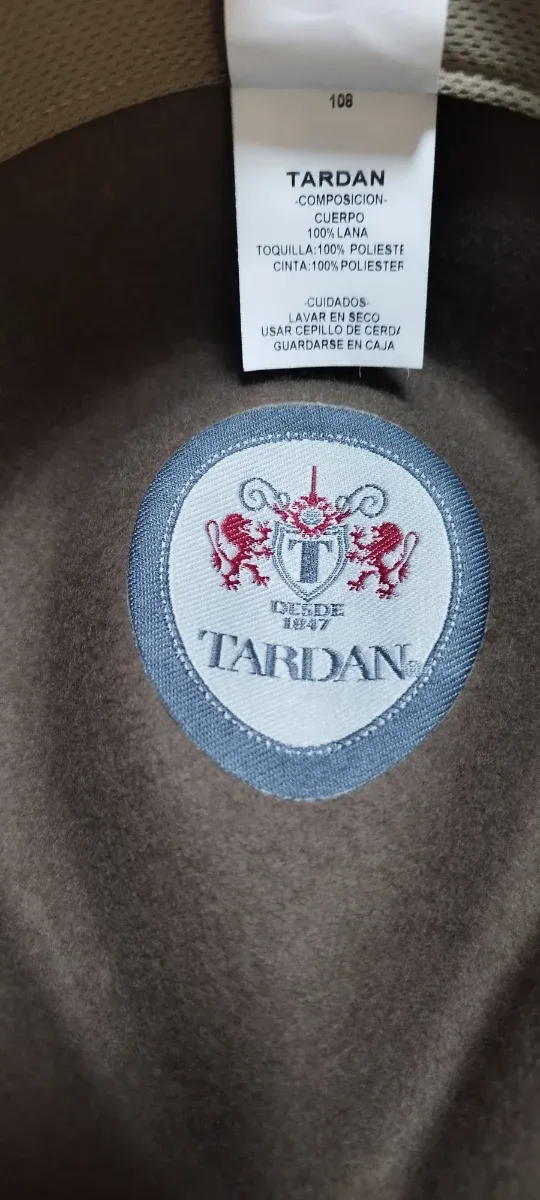 108
TARDAN
-COMPOSICION-
CUERPO
100% LANA
TOQUILLA:100% POLIESTE
CINTA:100% POLIESTER
-CUIDADOS-
LAVAR EN SECO
USAR CEPILLO DE CERDA
GUARDARSE EN CAJA
T
DESDE
1847
TARDAN®